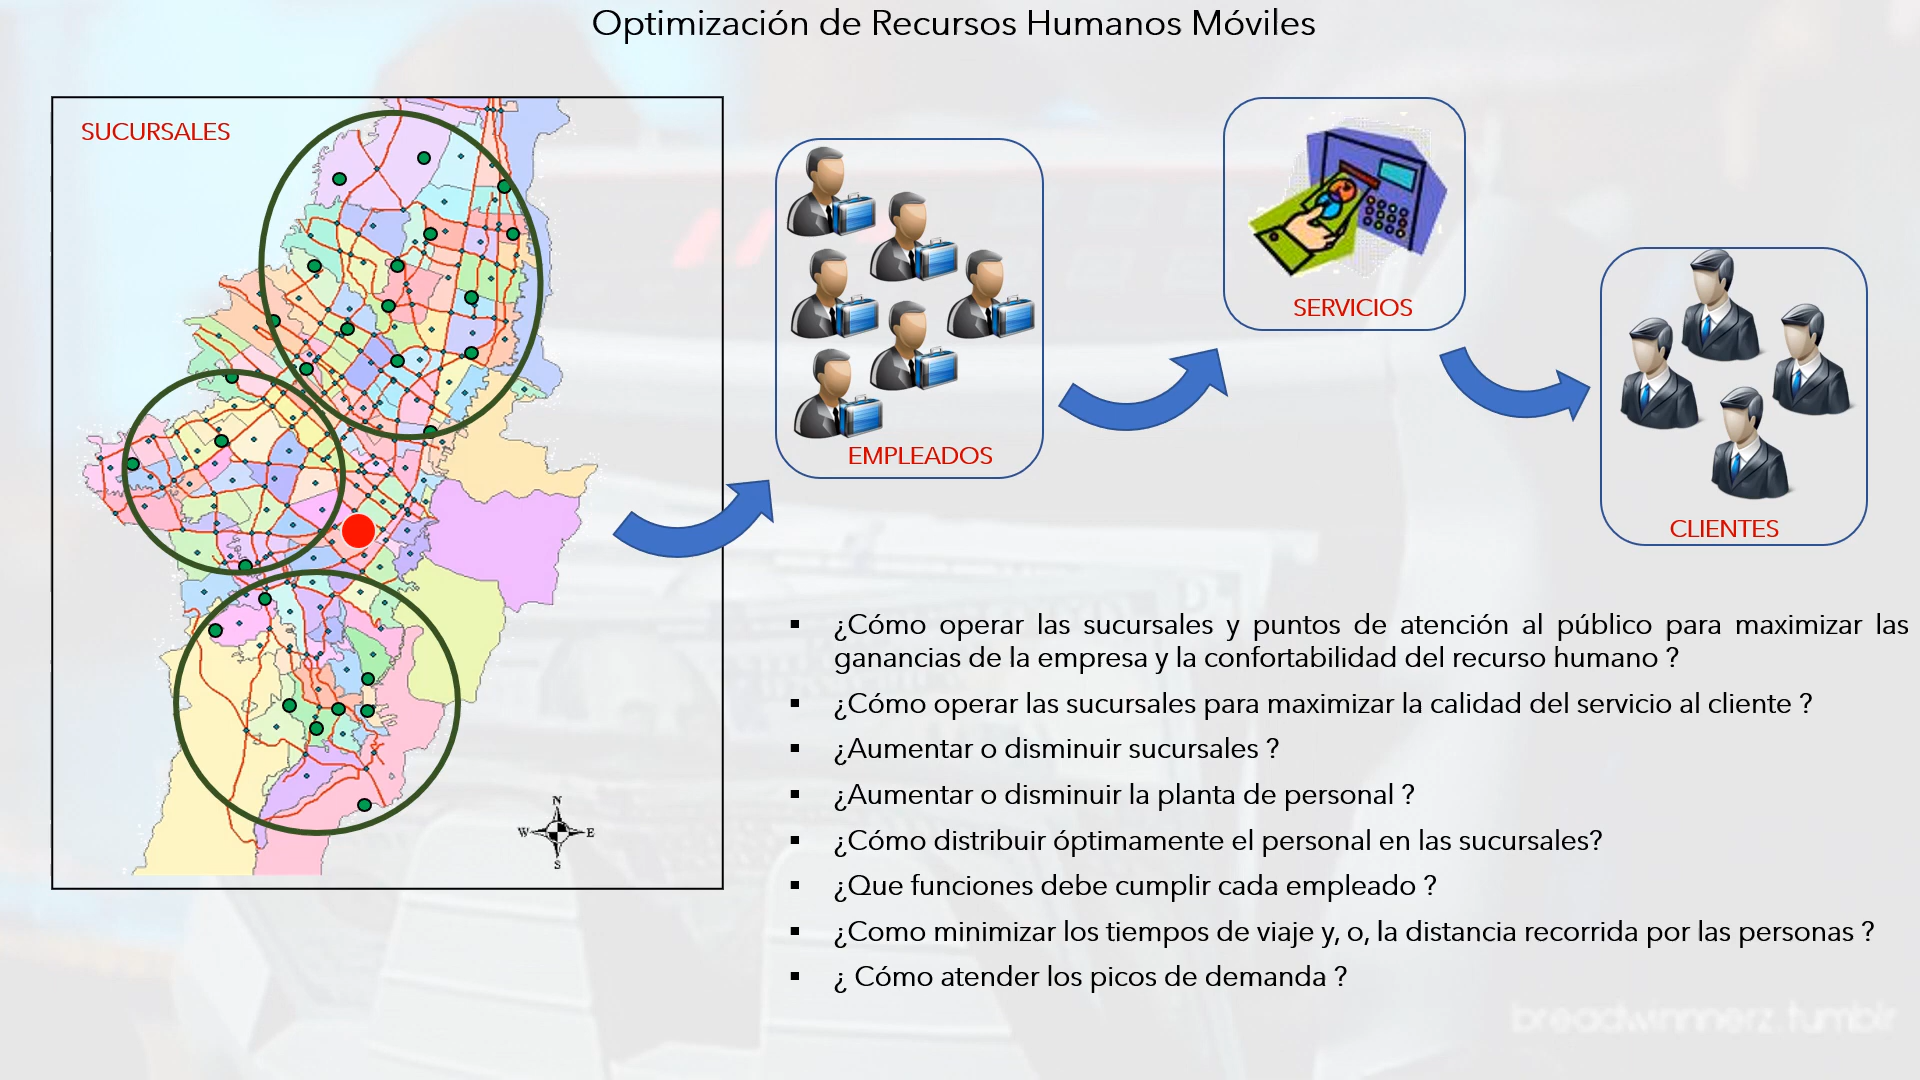 Optimización de Recursos Humanos Móviles
SUCURSALES
EMPLEADOS
SERVICIOS
CLIENTES
N
W E
S
▪ ¿Cómo operar las sucursales y puntos de atención al público para maximizar las
ganancias de la empresa y la confortabilidad del recurso humano ?
▪ ¿Cómo operar las sucursales para maximizar la calidad del servicio al cliente ?
▪ ¿Aumentar o disminuir sucursales ?
▪ ¿Aumentar o disminuir la planta de personal ?
▪ ¿Cómo distribuir óptimamente el personal en las sucursales?
▪ ¿Que funciones debe cumplir cada empleado ?
▪ ¿Como minimizar los tiempos de viaje y, o, la distancia recorrida por las personas ?
▪ ¿ Cómo atender los picos de demanda ?
breadwinnerz.tumblr